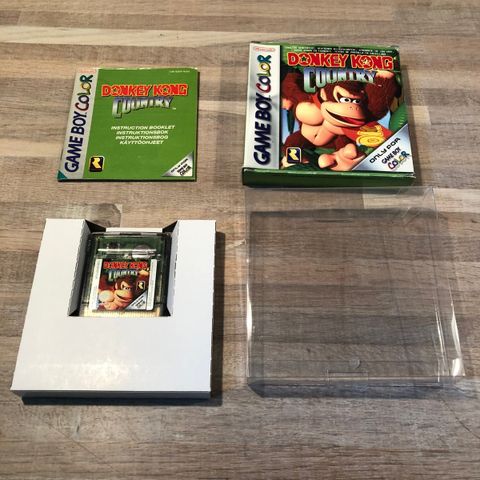 GAME BOY COLOR
DONKEY KONG
COUNTRY
INSTRUCTION BOOKLET
INSTRUKTIONSBOK
INSTRUKTIONSBOG
KÄYTTÖOHJEET
GAME BOY COLOR
Nintendo
DONKEY KONG
COUNTRY
ONLY FOR
GAME BOY
COLOR
DONKEY KONG
COUNTRY